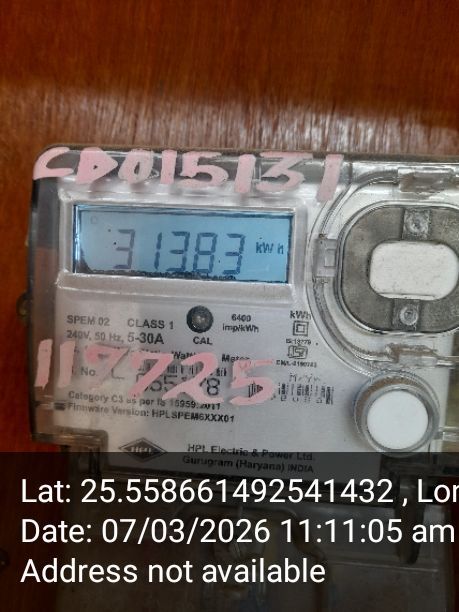 CD015131
31383 kWh
SPEM 02 CLASS 1
240V, 50 Hz, 5-30A
CAL
6400
imp/kWh
kWh
117725
Category C3 as per IS 15959:2011
Firmware Version: HPLSPEM6XXX01
HPL
HPL Electric & Power Ltd.
Gurugram (Haryana) INDIA
Lat: 25.558661492541432 , Lon
Date: 07/03/2026 11:11:05 am
Address not available